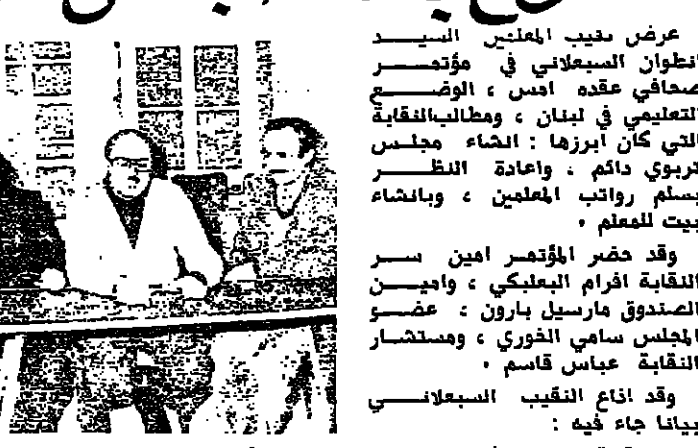 عرض نقيب المعلمين السيد
انطوان السبعلاني في مؤتمر
صحافي عقده امس ، الوضع
التعليمي في لبنان ، ومطالب النقابة
التي كان ابرزها : انشاء مجلس
تربوي دائم ، واعادة النظر
بسلم رواتب المعلمين ، وبانشاء
بيت للمعلم .
وقد حضر المؤتمر امين سر
النقابة افرام البعلبكي ، وامين
الصندوق مارسيل بارون ، عضو
المجلس سامي الخوري ، ومستشار
النقابة عباس قاسم .
وقد اذاع النقيب السبعلاني
بيانا جاء فيه :